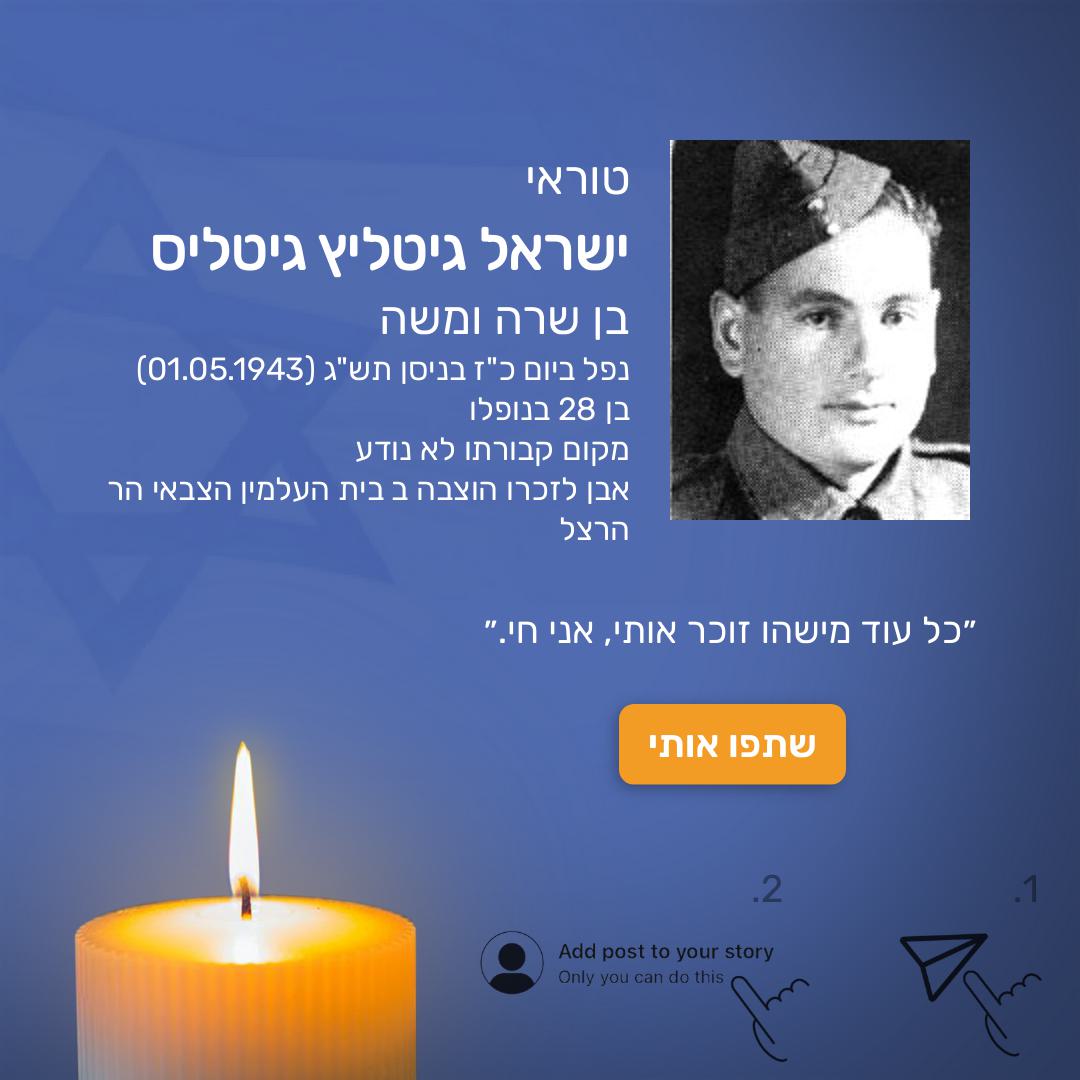 טוראי
ישראל גיטליץ גיטליס
בן שרה ומשה
נפל ביום כ"ז בניסן תש"ג (01.05.1943)
בן 28 בנופלו
מקום קבורתו לא נודע
אבן לזכרו הוצבה ב בית העלמין הצבאי הר
הרצל
״כל עוד מישהו זוכר אותי, אני חי.״
שתפו אותי
1.
2.
Add post to your story
Only you can do this